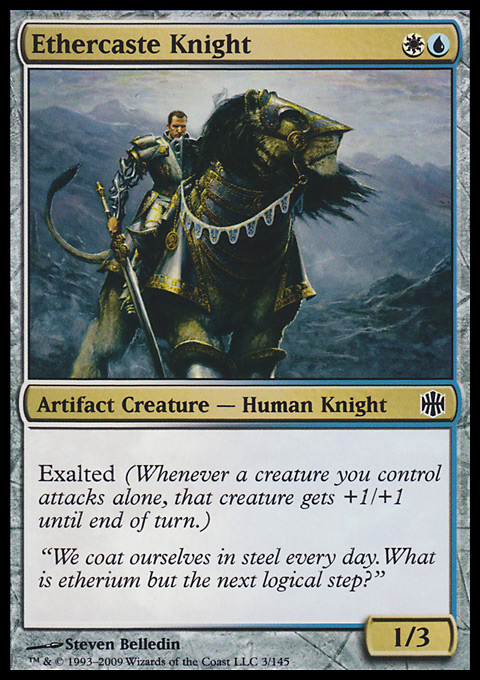 Ethercaste Knight
Artifact Creature — Human Knight
Exalted (Whenever a creature you control
attacks alone, that creature gets +1/+1
until end of turn.)
“We coat ourselves in steel every day. What
is etherium but the next logical step?”
1/3
Steven Belledin
™ & © 1993–2009 Wizards of the Coast LLC 3/145